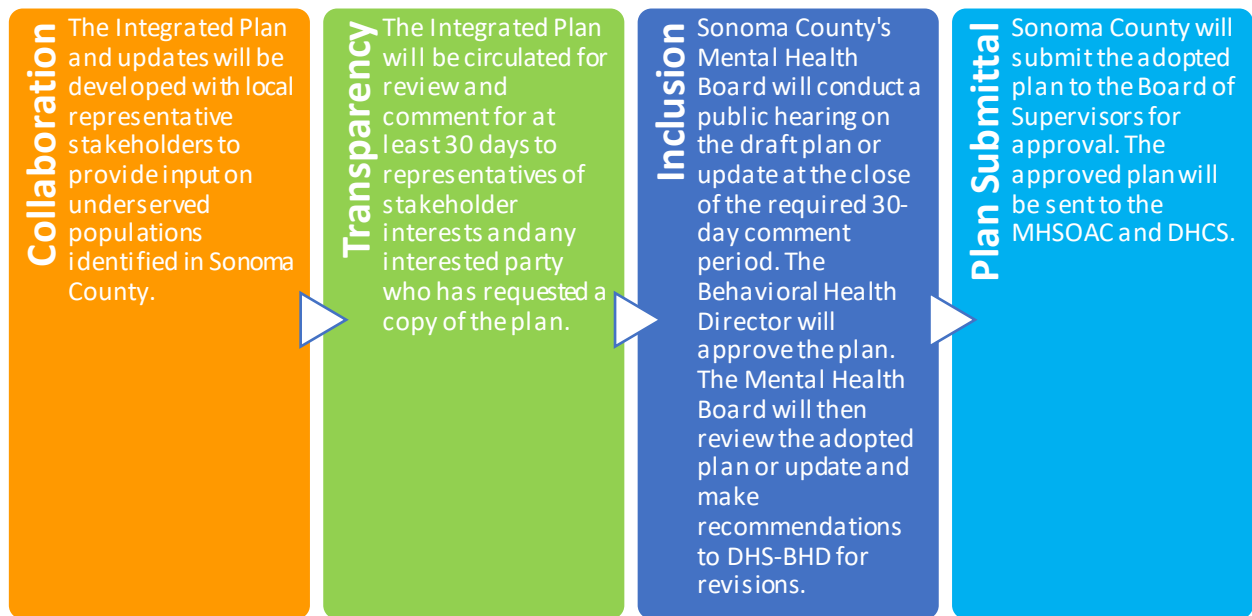 Collaboration
The Integrated Plan
and updates will be
developed with local
representative
stakeholders to
provide input on
underserved
populations
identified in Sonoma
County.
Transparency
The Integrated Plan
will be circulated for
review and
comment for at
least 30 days to
representatives of
stakeholder
interests and any
interested party
who has requested a
copy of the plan.
Inclusion
Sonoma County's
Mental Health
Board will conduct a
public hearing on
the draft plan or
update at the close
of the required 30-
day comment
period. The
Behavioral Health
Director will
approve the plan.
The Mental Health
Board will then
review the adopted
plan or update and
make
recommendations
to DHS-BHD for
revisions.
Plan Submittal
Sonoma County will
submit the adopted
plan to the Board of
Supervisors for
approval. The
approved plan will
be sent to the
MHSOAC and DHCS.